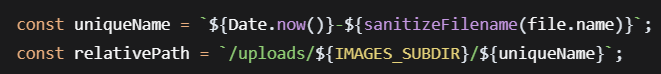 const uniqueName = `${Date.now()}-${sanitizeFilename(file.name)}`;
const relativePath = `/uploads/${IMAGES_SUBDIR}/${uniqueName}`;